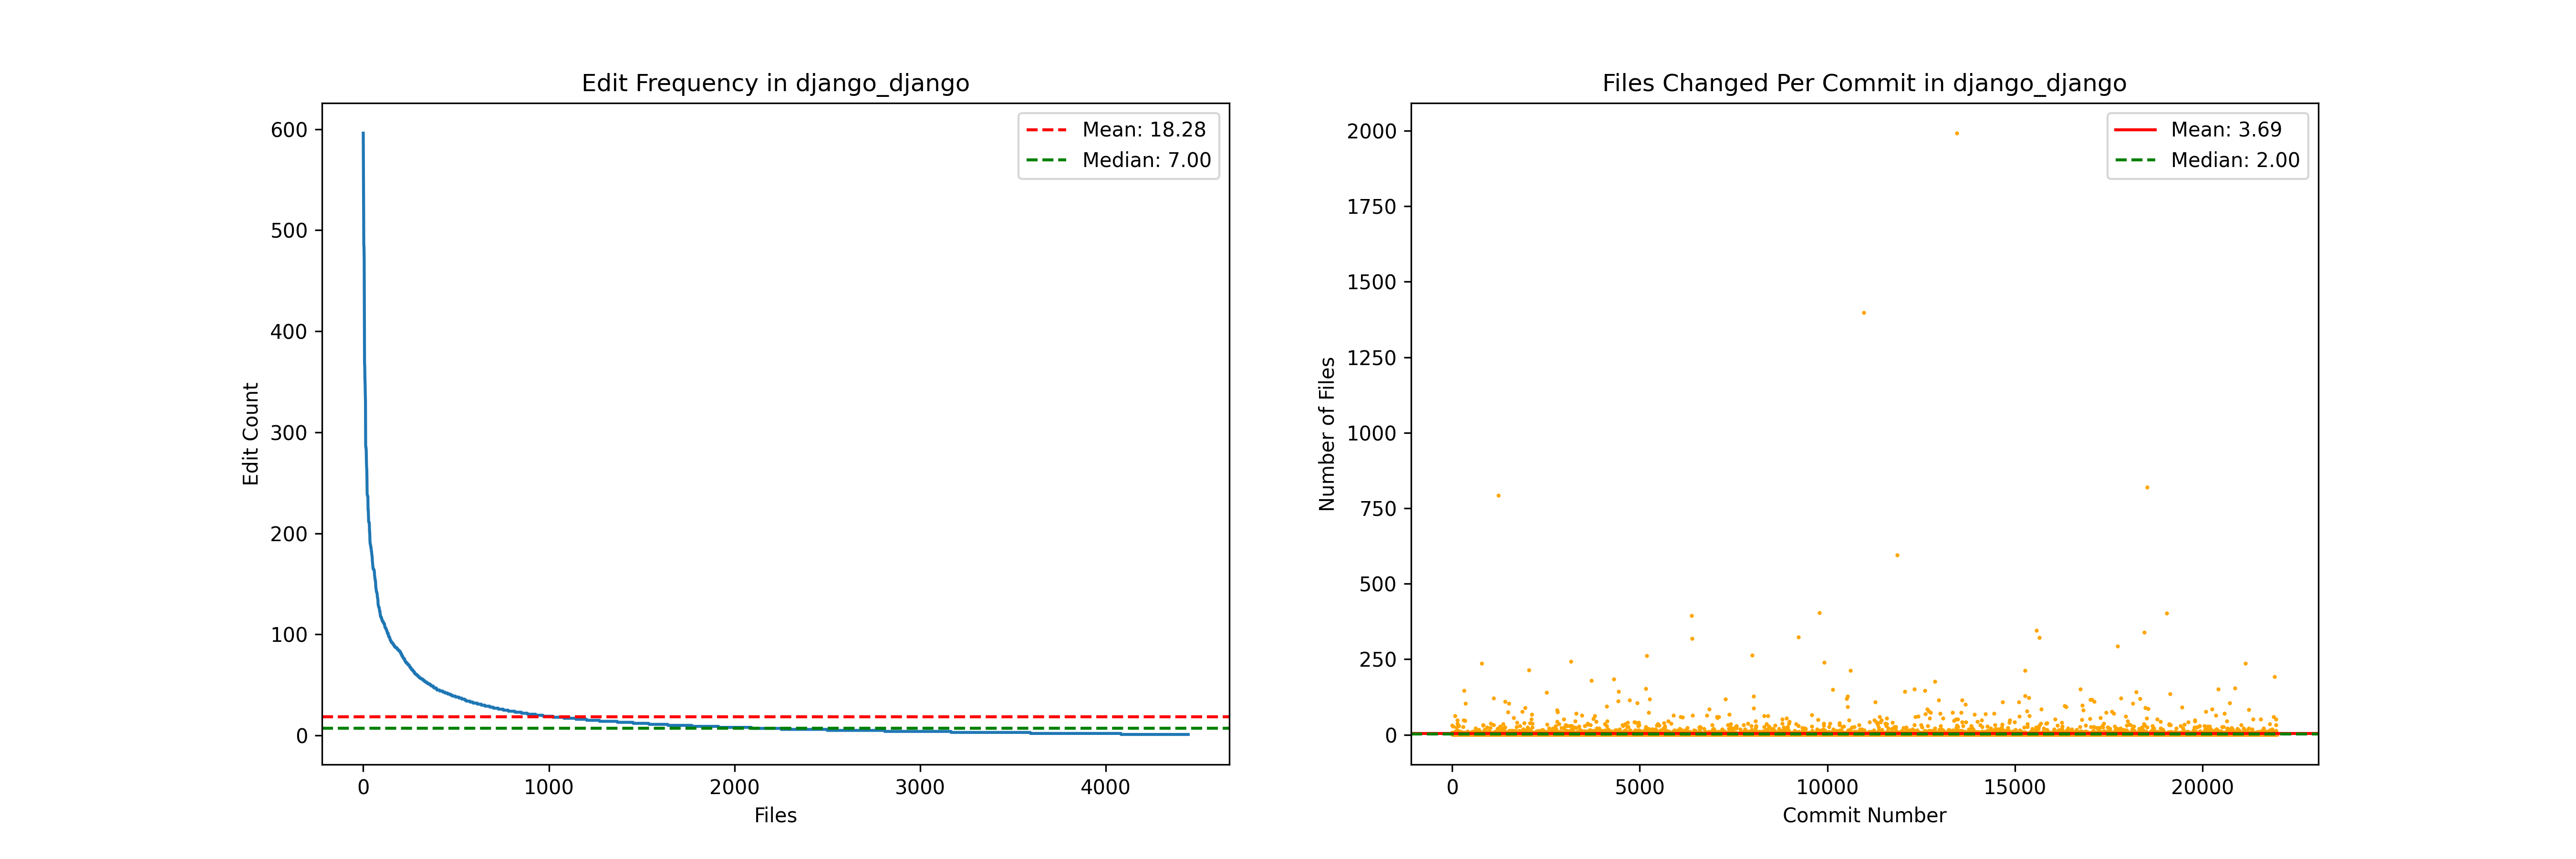 Edit Frequency in django_django
Mean: 18.28
Median: 7.00
600
500
400
300
200
100
0
Edit Count
0 1000 2000 3000 4000
Files
Files Changed Per Commit in django_django
Mean: 3.69
Median: 2.00
2000
1750
1500
1250
1000
750
500
250
0
Number of Files
0 5000 10000 15000 20000
Commit Number